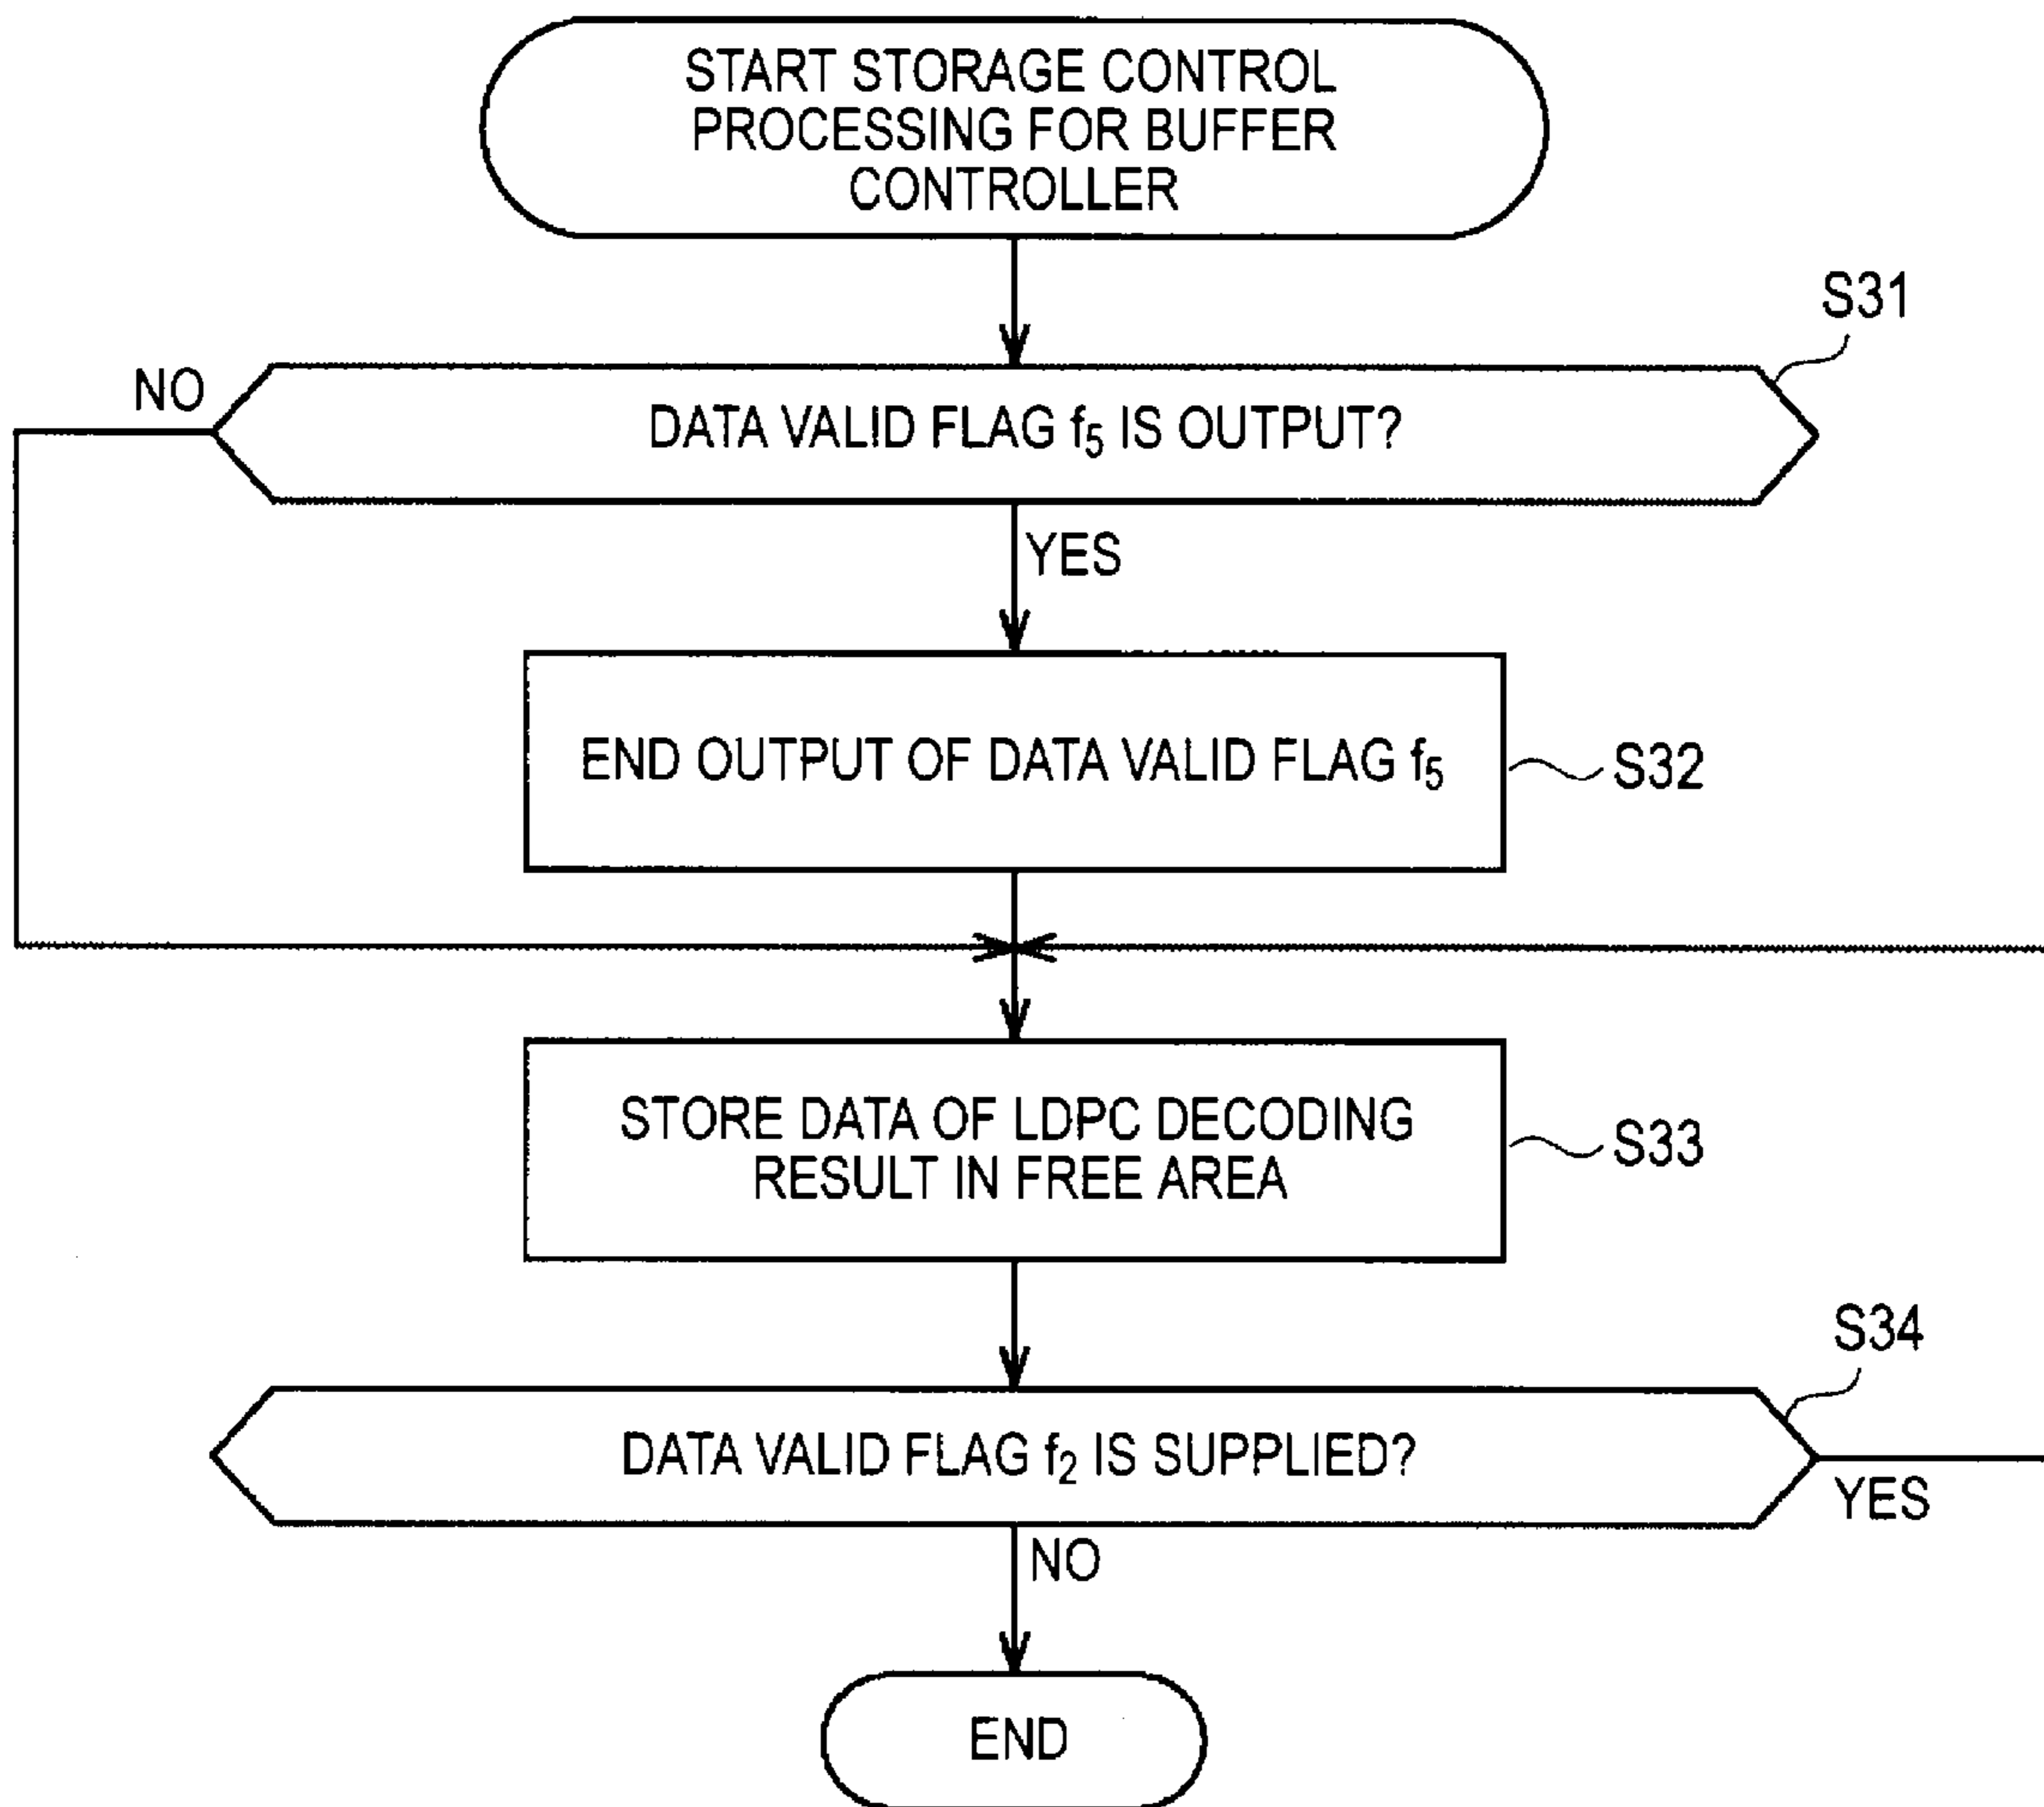 START STORAGE CONTROL
PROCESSING FOR BUFFER
CONTROLLER
S31
NO
DATA VALID FLAG f5 IS OUTPUT?
YES
END OUTPUT OF DATA VALID FLAG f5
S32
STORE DATA OF LDPC DECODING
RESULT IN FREE AREA
S33
S34
DATA VALID FLAG f2 IS SUPPLIED?
YES
NO
END